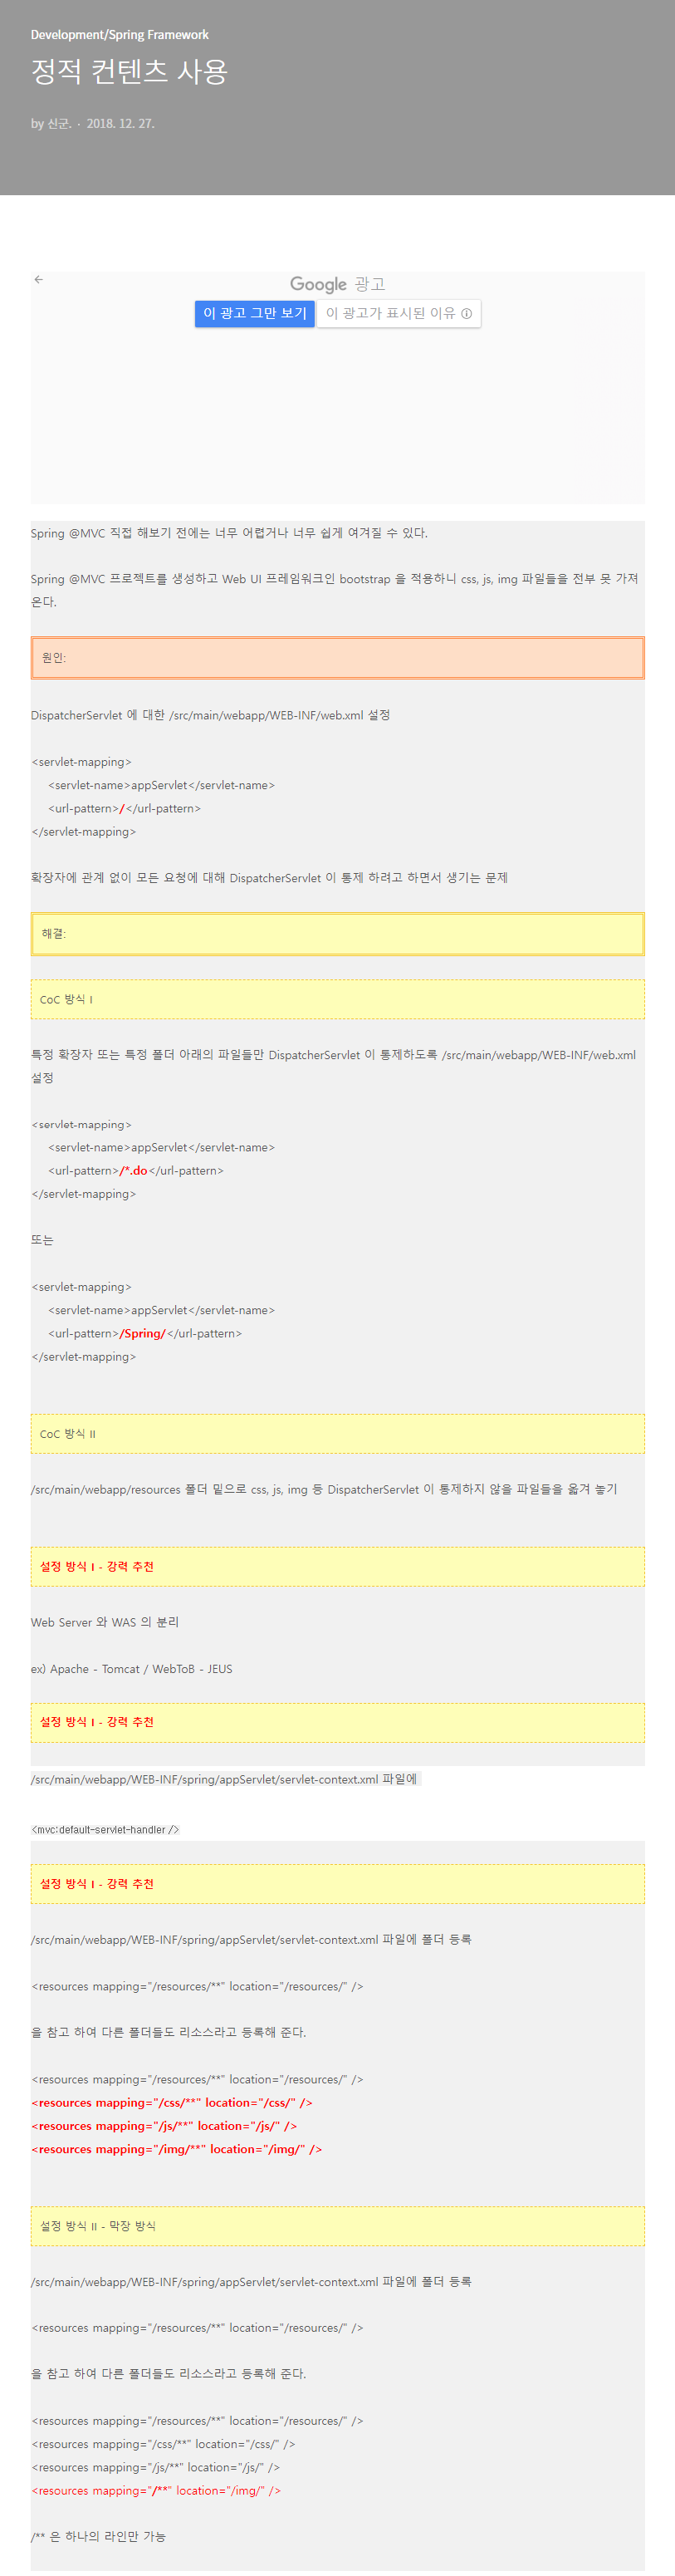 Development/Spring Framework
정적 컨텐츠 사용
by 신군. · 2018. 12. 27.
Google 광고
이 광고 그만 보기 이 광고가 표시된 이유
Spring @MVC 직접 해보기 전에는 너무 어렵거나 너무 쉽게 여겨질 수 있다.
Spring @MVC 프로젝트를 생성하고 Web UI 프레임워크인 bootstrap 을 적용하니 css, js, img 파일들을 전부 못 가져
온다.
원인:
DispatcherServlet 에 대한 /src/main/webapp/WEB-INF/web.xml 설정
<servlet-mapping>
<servlet-name>appServlet</servlet-name>
<url-pattern>/</url-pattern>
</servlet-mapping>
확장자에 관계 없이 모든 요청에 대해 DispatcherServlet 이 통제 하려고 하면서 생기는 문제
해결:
CoC 방식 I
특정 확장자 또는 특정 폴더 아래의 파일들만 DispatcherServlet 이 통제하도록 /src/main/webapp/WEB-INF/web.xml
설정
<servlet-mapping>
<servlet-name>appServlet</servlet-name>
<url-pattern>/*.do</url-pattern>
</servlet-mapping>
또는
<servlet-mapping>
<servlet-name>appServlet</servlet-name>
<url-pattern>/Spring/</url-pattern>
</servlet-mapping>
CoC 방식 II
/src/main/webapp/resources 폴더 밑으로 css, js, img 등 DispatcherServlet 이 통제하지 않을 파일들을 옮겨 놓기
설정 방식 I - 강력 추천
Web Server 와 WAS 의 분리
ex) Apache - Tomcat / WebToB - JEUS
설정 방식 I - 강력 추천
/src/main/webapp/WEB-INF/spring/appServlet/servlet-context.xml 파일에
<mvc:default-servlet-handler />
설정 방식 I - 강력 추천
/src/main/webapp/WEB-INF/spring/appServlet/servlet-context.xml 파일에 폴더 등록
<resources mapping="/resources/**" location="/resources/" />
을 참고 하여 다른 폴더들도 리소스라고 등록해 준다.
<resources mapping="/resources/**" location="/resources/" />
<resources mapping="/css/**" location="/css/" />
<resources mapping="/js/**" location="/js/" />
<resources mapping="/img/**" location="/img/" />
설정 방식 II - 막장 방식
/src/main/webapp/WEB-INF/spring/appServlet/servlet-context.xml 파일에 폴더 등록
<resources mapping="/resources/**" location="/resources/" />
을 참고 하여 다른 폴더들도 리소스라고 등록해 준다.
<resources mapping="/resources/**" location="/resources/" />
<resources mapping="/css/**" location="/css/" />
<resources mapping="/js/**" location="/js/" />
<resources mapping="/**" location="/img/" />
/** 은 하나의 라인만 가능